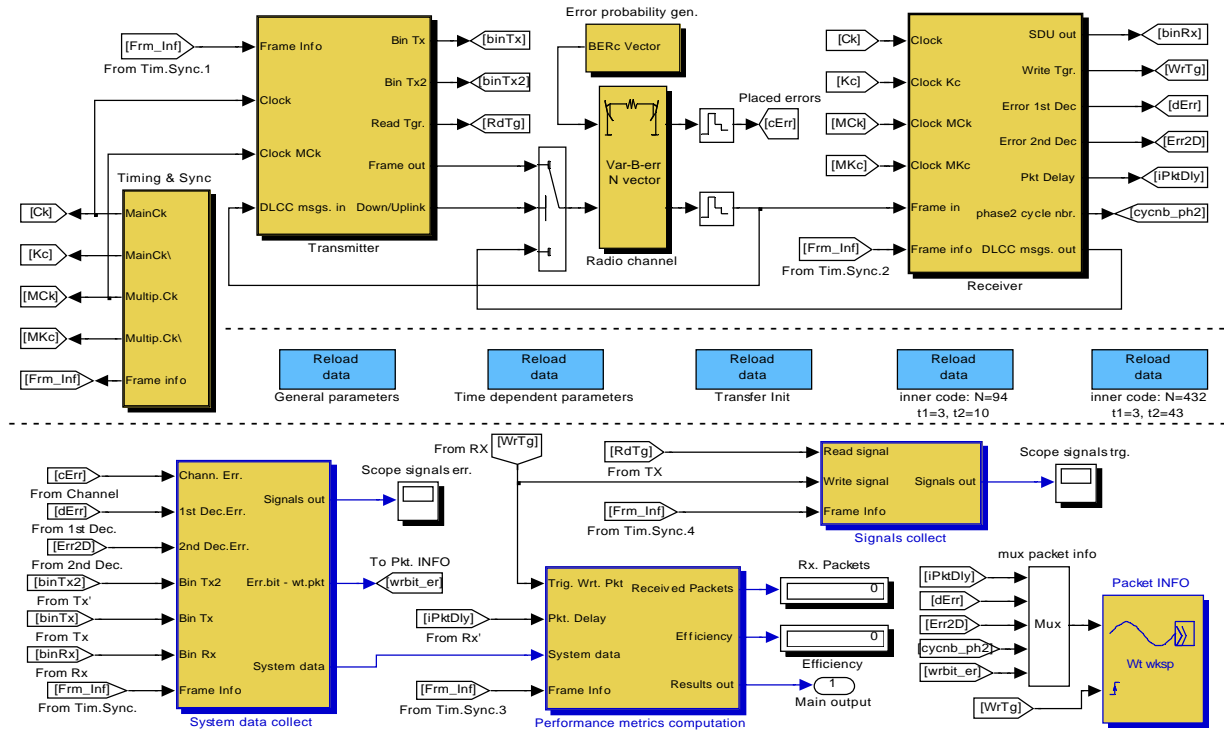 Error probability gen.
BERc Vector
[Frm_Inf]
From Tim.Sync.1
Frame Info
Clock
Clock MCk
DLCC msgs. in
Bin Tx
Bin Tx2
Read Tgr.
Frame out
Down/Uplink
Transmitter
[binTx]
[binTx2]
[RdTg]
Var-B-err
N vector
Radio channel
Placed errors
[cErr]
[Ck]
[Kc]
[MCk]
[MKc]
[Frm_Inf]
From Tim.Sync.2
Clock
Clock Kc
Clock MCk
Clock MKc
Frame in
Frame info
SDU out
Write Tgr.
Error 1st Dec
Error 2nd Dec
Pkt Delay
phase2 cycle nbr.
DLCC msgs. out
Receiver
[binRx]
[WrTg]
[dErr]
[Err2D]
[iPktDly]
[cycnb_ph2]
Timing & Sync
MainCk
MainCk\
Multip.Ck
Multip.Ck\
Frame info
[Ck]
[Kc]
[MCk]
[MKc]
[Frm_Inf]
Reload
data
General parameters
Reload
data
Time dependent parameters
Reload
data
Transfer Init
Reload
data
inner code: N=94
t1=3, t2=10
Reload
data
inner code: N=432
t1=3, t2=43
[cErr]
From Channel
[dErr]
From 1st Dec.
[Err2D]
From 2nd Dec.
[binTx2]
From Tx'
[binTx]
From Tx
[binRx]
From Rx
[Frm_Inf]
From Tim.Sync.
Chann. Err.
1st Dec.Err.
2nd Dec.Err.
Bin Tx2
Bin Tx
Bin Rx
Frame Info
Signals out
Err.bit - wt.pkt
System data
System data collect
Scope signals err.
To Pkt. INFO
[wrbit_er]
From RX
[WrTg]
[iPktDly]
From Rx'
[Frm_Inf]
From Tim.Sync.3
Trig. Wrt. Pkt
Pkt. Delay
System data
Frame Info
Received Packets
Efficiency
Results out
Performance metrics computation
Rx. Packets
0
0
Efficiency
1
Main output
[RdTg]
From TX
[Frm_Inf]
From Tim.Sync.4
Read signal
Write signal
Frame Info
Signals out
Signals collect
Scope signals trg.
mux packet info
[iPktDly]
[dErr]
[Err2D]
[cycnb_ph2]
[wrbit_er]
Mux
[WrTg]
Packet INFO
Wt wksp